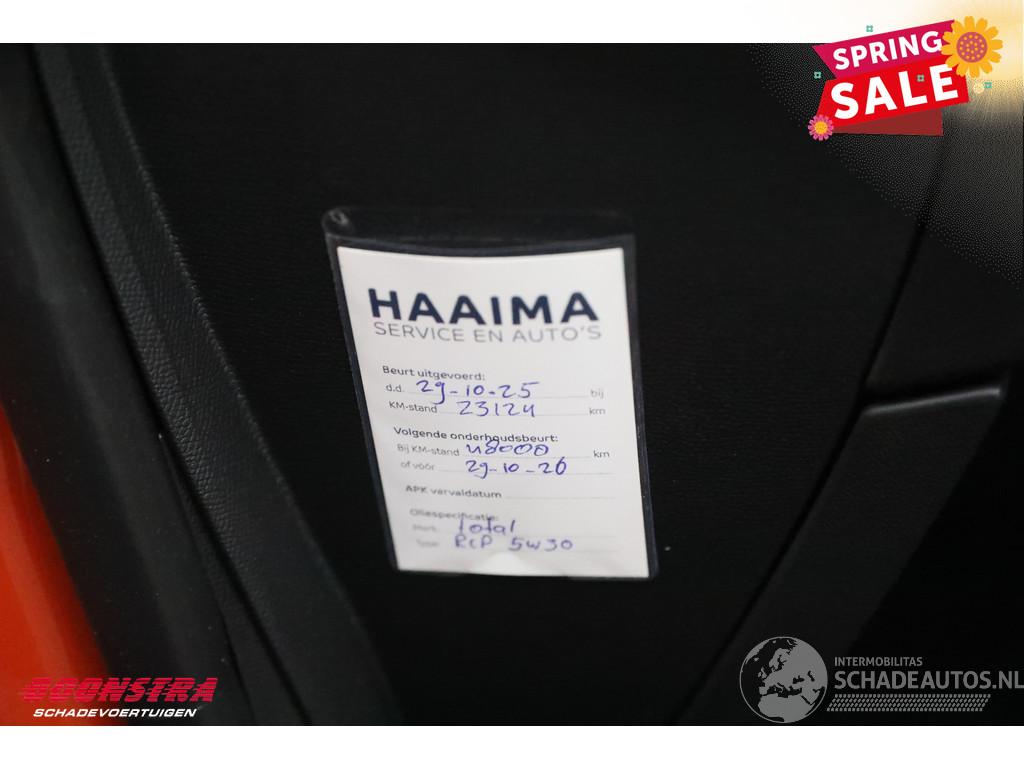 SPRING
SALE
HAAIMA
SERVICE EN AUTO'S
Beurt uitgevoerd:
d.d. 29-10-25 bij
KM-stand 23124 km
Volgende onderhoudsbeurt:
Bij KM-stand 48000 km
of vóór 29-10-26
APK vervaldatum
Oliespecificatie:
Merk Total
Type RCP 5W30
BOONSTRA
SCHADEVOERTUIGEN
INTERMOBILITAS
SCHADEAUTOS.NL